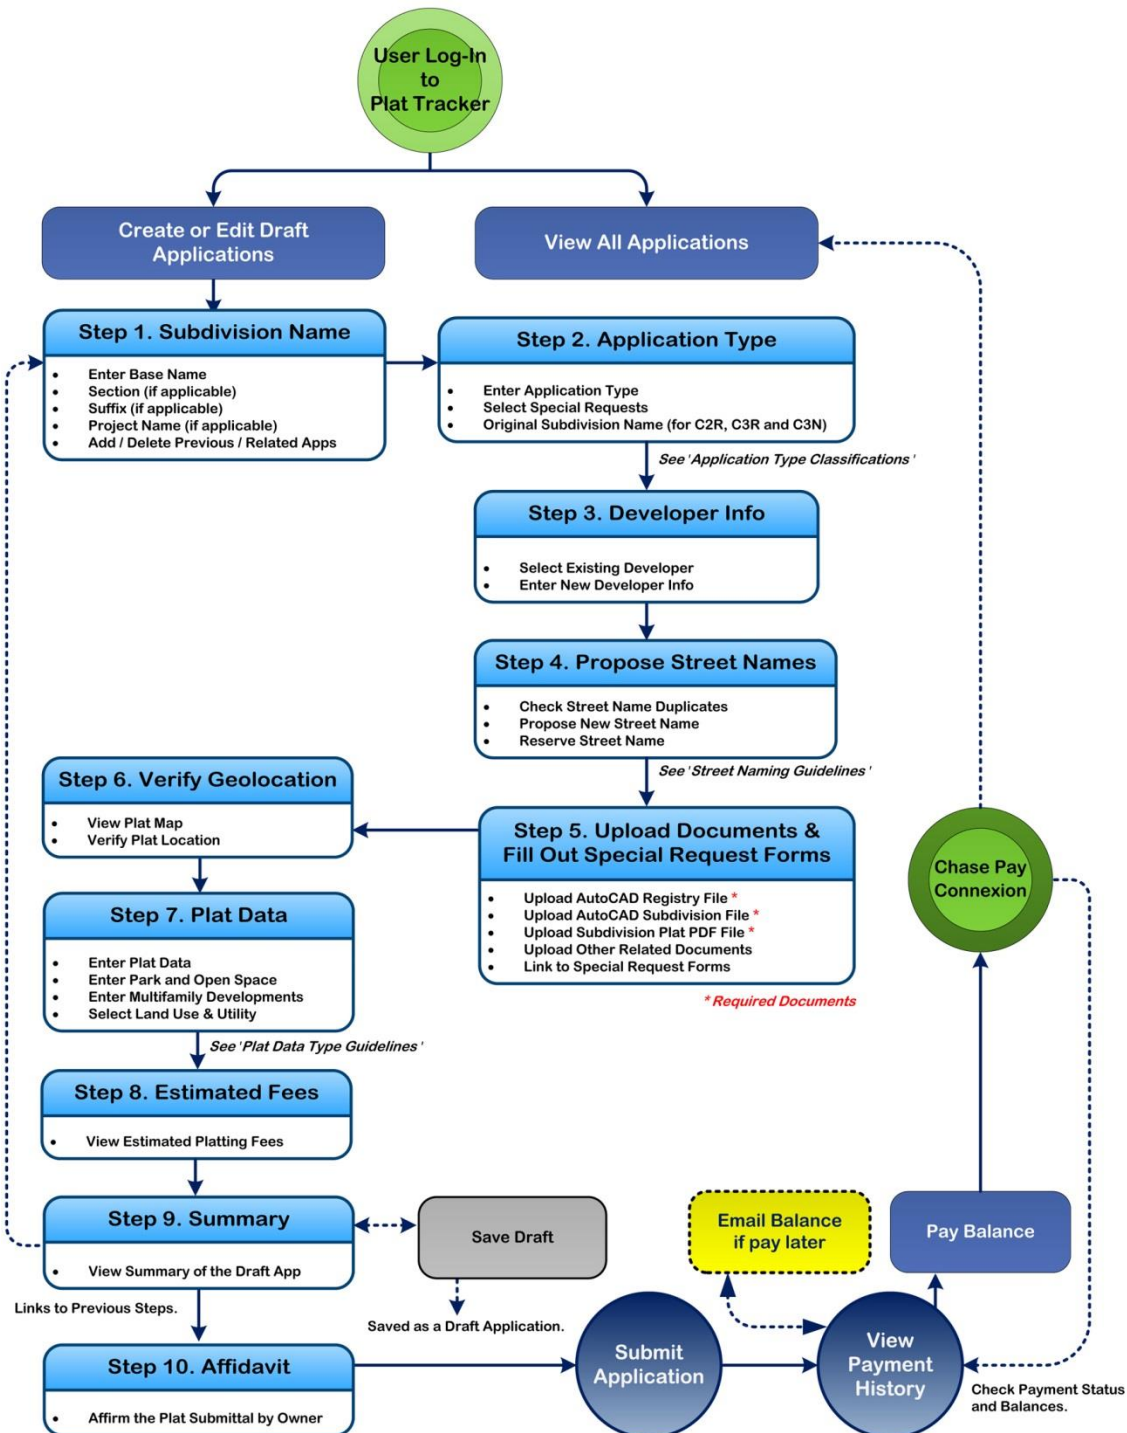 User Log-In
to
Plat Tracker
Create or Edit Draft
Applications
View All Applications
Step 1. Subdivision Name
• Enter Base Name
• Section (if applicable)
• Suffix (if applicable)
• Project Name (if applicable)
• Add / Delete Previous / Related Apps
Step 2. Application Type
• Enter Application Type
• Select Special Requests
• Original Subdivision Name (for C2R, C3R and C3N)
See 'Application Type Classifications'
Step 3. Developer Info
• Select Existing Developer
• Enter New Developer Info
Step 4. Propose Street Names
• Check Street Name Duplicates
• Propose New Street Name
• Reserve Street Name
See 'Street Naming Guidelines'
Step 5. Upload Documents &
Fill Out Special Request Forms
• Upload AutoCAD Registry File *
• Upload AutoCAD Subdivision File *
• Upload Subdivision Plat PDF File *
• Upload Other Related Documents
• Link to Special Request Forms
* Required Documents
Step 6. Verify Geolocation
• View Plat Map
• Verify Plat Location
Step 7. Plat Data
• Enter Plat Data
• Enter Park and Open Space
• Enter Multifamily Developments
• Select Land Use & Utility
See 'Plat Data Type Guidelines'
Step 8. Estimated Fees
• View Estimated Platting Fees
Step 9. Summary
• View Summary of the Draft App
Links to Previous Steps.
Save Draft
Saved as a Draft Application.
Step 10. Affidavit
• Affirm the Plat Submittal by Owner
Submit
Application
View
Payment
History
Email Balance
if pay later
Pay Balance
Chase Pay
Connexion
Check Payment Status
and Balances.